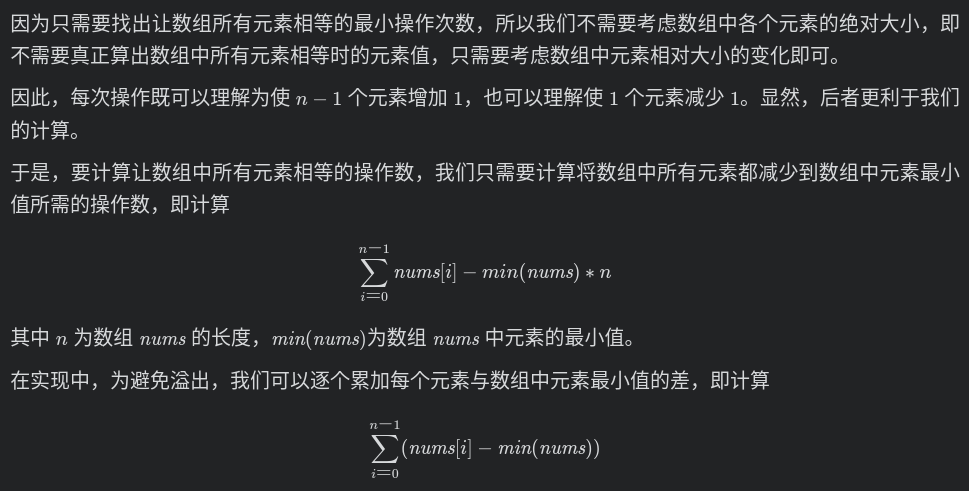 因为只需要找出让数组所有元素相等的最小操作次数，所以我们不需要考虑数组中各个元素的绝对大小，即
不需要真正算出数组中所有元素相等时的元素值，只需要考虑数组中元素相对大小的变化即可。
因此，每次操作既可以理解为使 n − 1 个元素增加 1，也可以理解使 1 个元素减少 1。显然，后者更利于我们
的计算。
于是，要计算让数组中所有元素相等的操作数，我们只需要计算将数组中所有元素都减少到数组中元素最小
值所需的操作数，即计算
n−1
∑ nums[i] − min(nums) ∗ n
i=0
其中 n 为数组 nums 的长度，min(nums)为数组 nums 中元素的最小值。
在实现中，为避免溢出，我们可以逐个累加每个元素与数组中元素最小值的差，即计算
n−1
∑(nums[i] − min(nums))
i=0